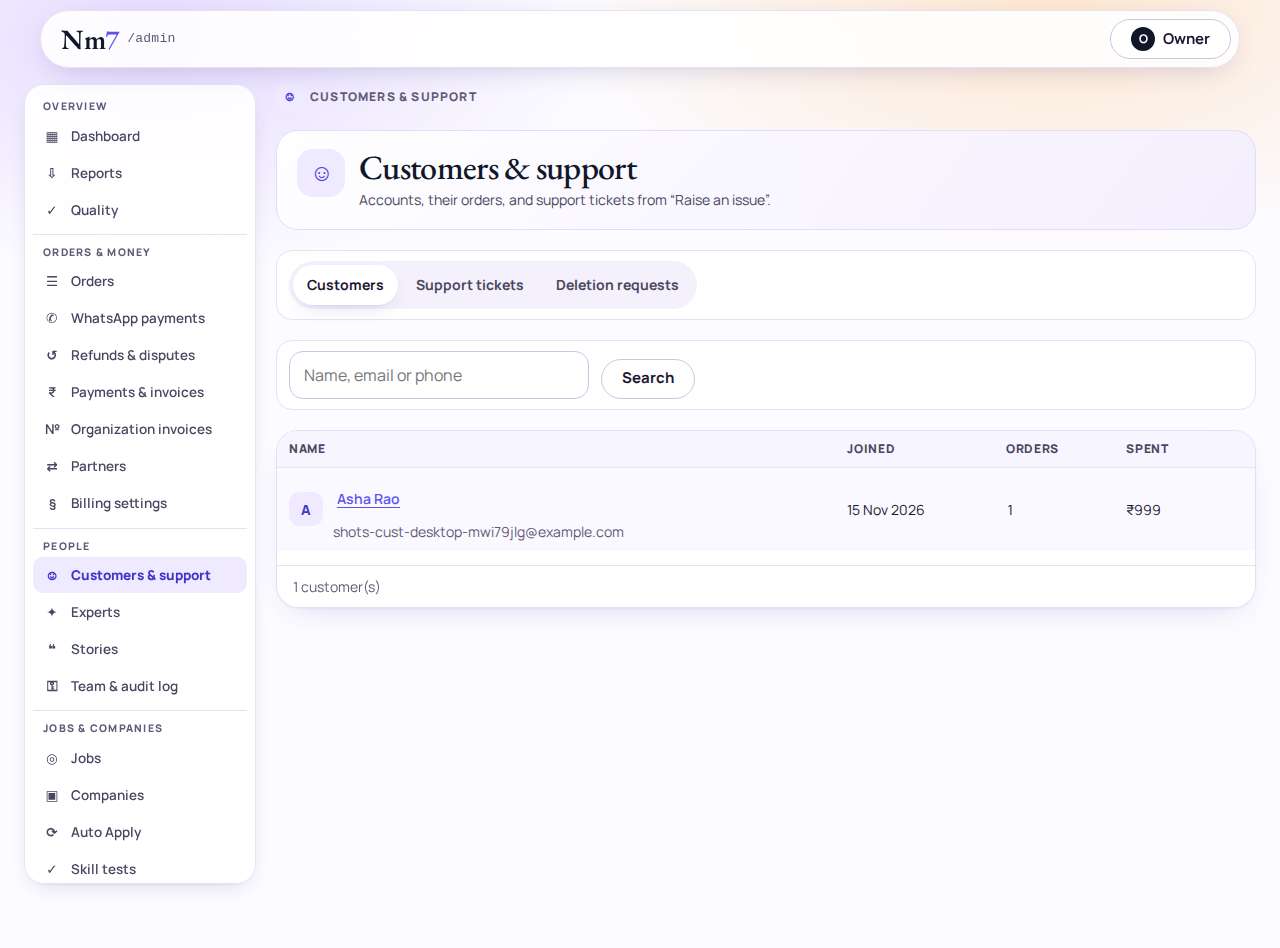 Nm7 /admin
O Owner
OVERVIEW
▦ Dashboard
⇩ Reports
✓ Quality
ORDERS & MONEY
☰ Orders
✆ WhatsApp payments
↺ Refunds & disputes
₹ Payments & invoices
№ Organization invoices
⇄ Partners
§ Billing settings
PEOPLE
☺ Customers & support
✦ Experts
❝ Stories
⚿ Team & audit log
JOBS & COMPANIES
◎ Jobs
▣ Companies
⟳ Auto Apply
✓ Skill tests
☺ CUSTOMERS & SUPPORT
☺ Customers & support
Accounts, their orders, and support tickets from “Raise an issue”.
Customers Support tickets Deletion requests
Name, email or phone Search
NAME JOINED ORDERS SPENT
A Asha Rao 15 Nov 2026 1 ₹999
shots-cust-desktop-mwi79jlg@example.com
1 customer(s)